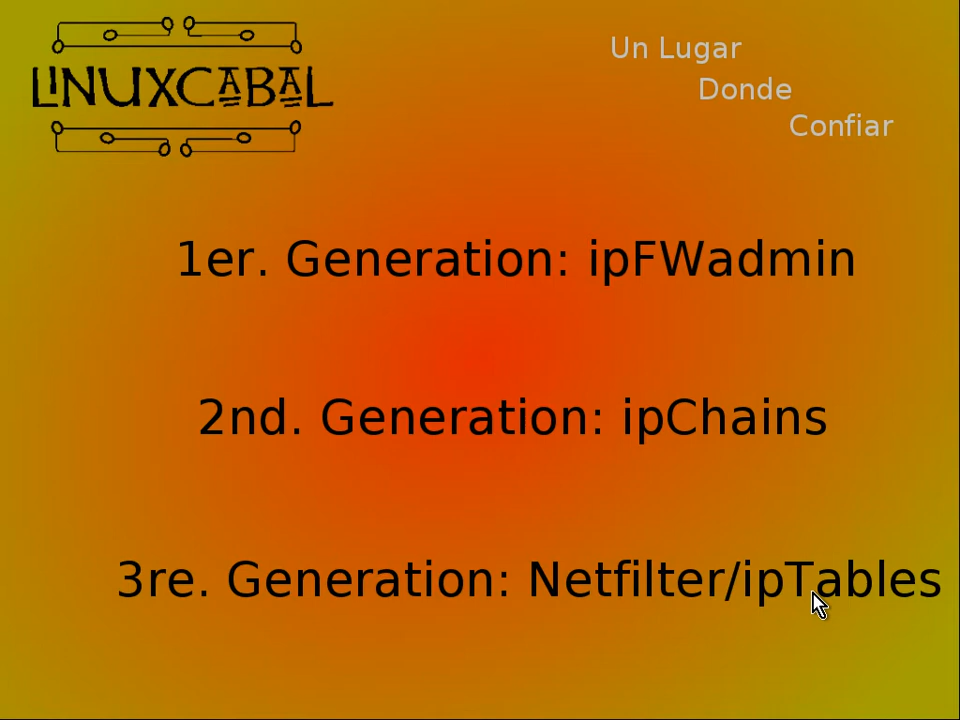 LINUXCABAL
Un Lugar
Donde
Confiar
1er. Generation: ipFWadmin
2nd. Generation: ipChains
3re. Generation: Netfilter/ipTables